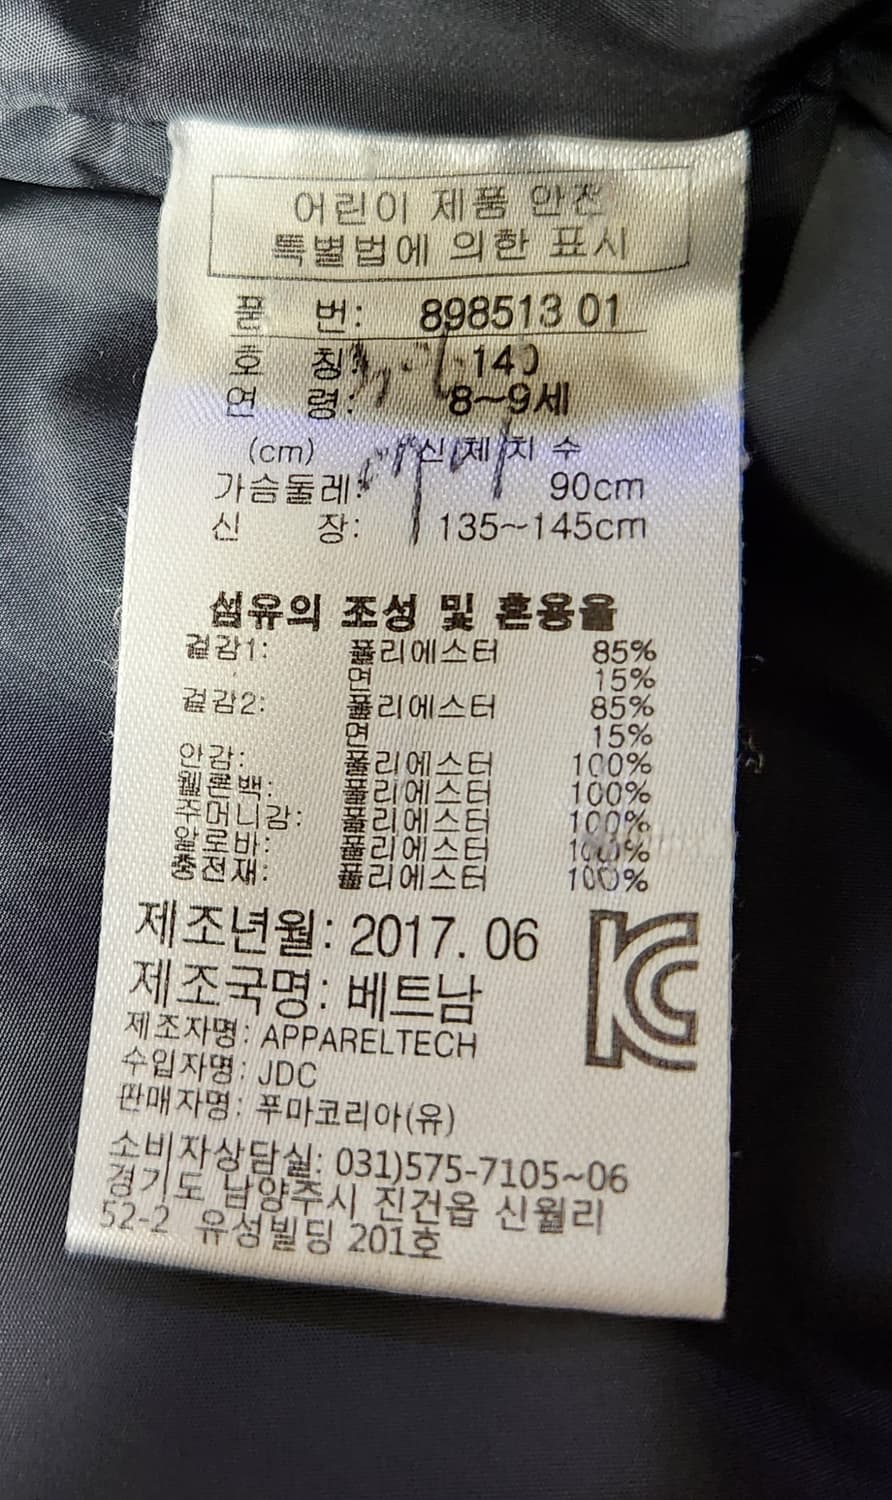 어린이 제품 안전
특별법에 의한 표시
품 번: 898513 01
호 칭: 140
연 령: 8~9세
(cm) 신체치수
가슴둘레: 90cm
신 장: 135~145cm
섬유의 조성 및 혼용율
겉감1: 폴리에스터 85%
면 15%
겉감2: 폴리에스터 85%
면 15%
안감: 폴리에스터 100%
웰론백: 폴리에스터 100%
주머니감: 폴리에스터 100%
알로바: 폴리에스터 100%
충전재: 폴리에스터 100%
제조년월: 2017. 06
제조국명: 베트남
제조자명: APPARELTECH
수입자명: JDC
판매자명: 푸마코리아(유)
소비자상담실: 031)575-7105~06
경기도 남양주시 진건읍 신월리
52-2 유성빌딩 201호
KC